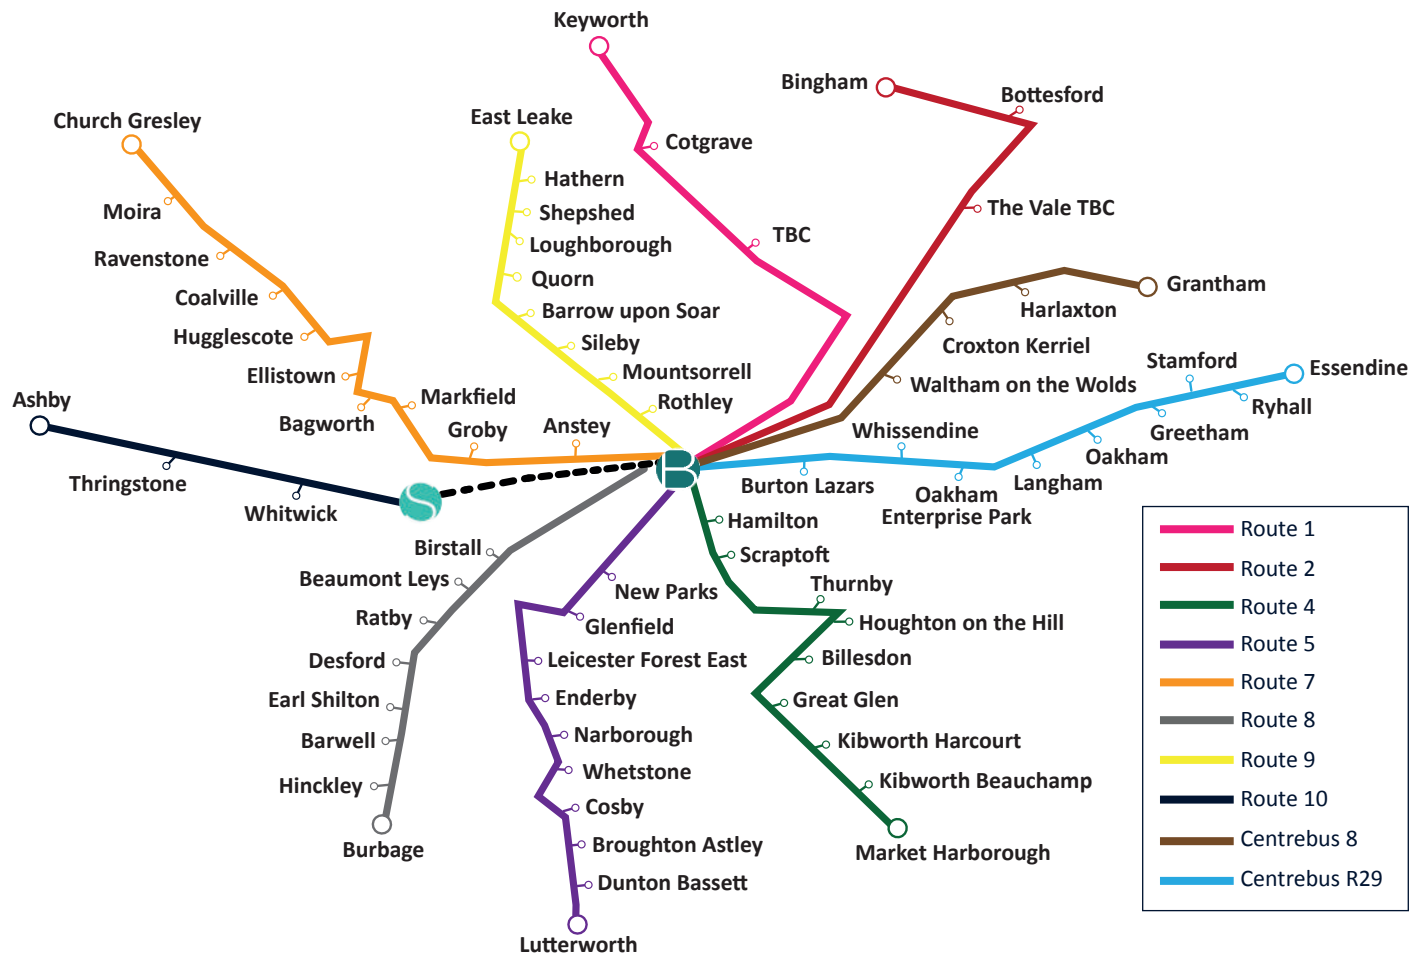 Keyworth
Cotgrave
TBC
Bingham
Bottesford
The Vale TBC
Church Gresley
Moira
Ravenstone
Coalville
Hugglescote
Ellistown
Bagworth
Markfield
Groby
Anstey
East Leake
Hathern
Shepshed
Loughborough
Quorn
Barrow upon Soar
Sileby
Mountsorrell
Rothley
Grantham
Harlaxton
Croxton Kerriel
Waltham on the Wolds
Essendine
Ryhall
Stamford
Greetham
Oakham
Langham
Oakham
Enterprise Park
Whissendine
Burton Lazars
Ashby
Thringstone
Whitwick
S
B
Birstall
Beaumont Leys
Ratby
Desford
Earl Shilton
Barwell
Hinckley
Burbage
New Parks
Glenfield
Leicester Forest East
Enderby
Narborough
Whetstone
Cosby
Broughton Astley
Dunton Bassett
Lutterworth
Hamilton
Scraptoft
Thurnby
Houghton on the Hill
Billesdon
Great Glen
Kibworth Harcourt
Kibworth Beauchamp
Market Harborough
Route 1
Route 2
Route 4
Route 5
Route 7
Route 8
Route 9
Route 10
Centrebus 8
Centrebus R29